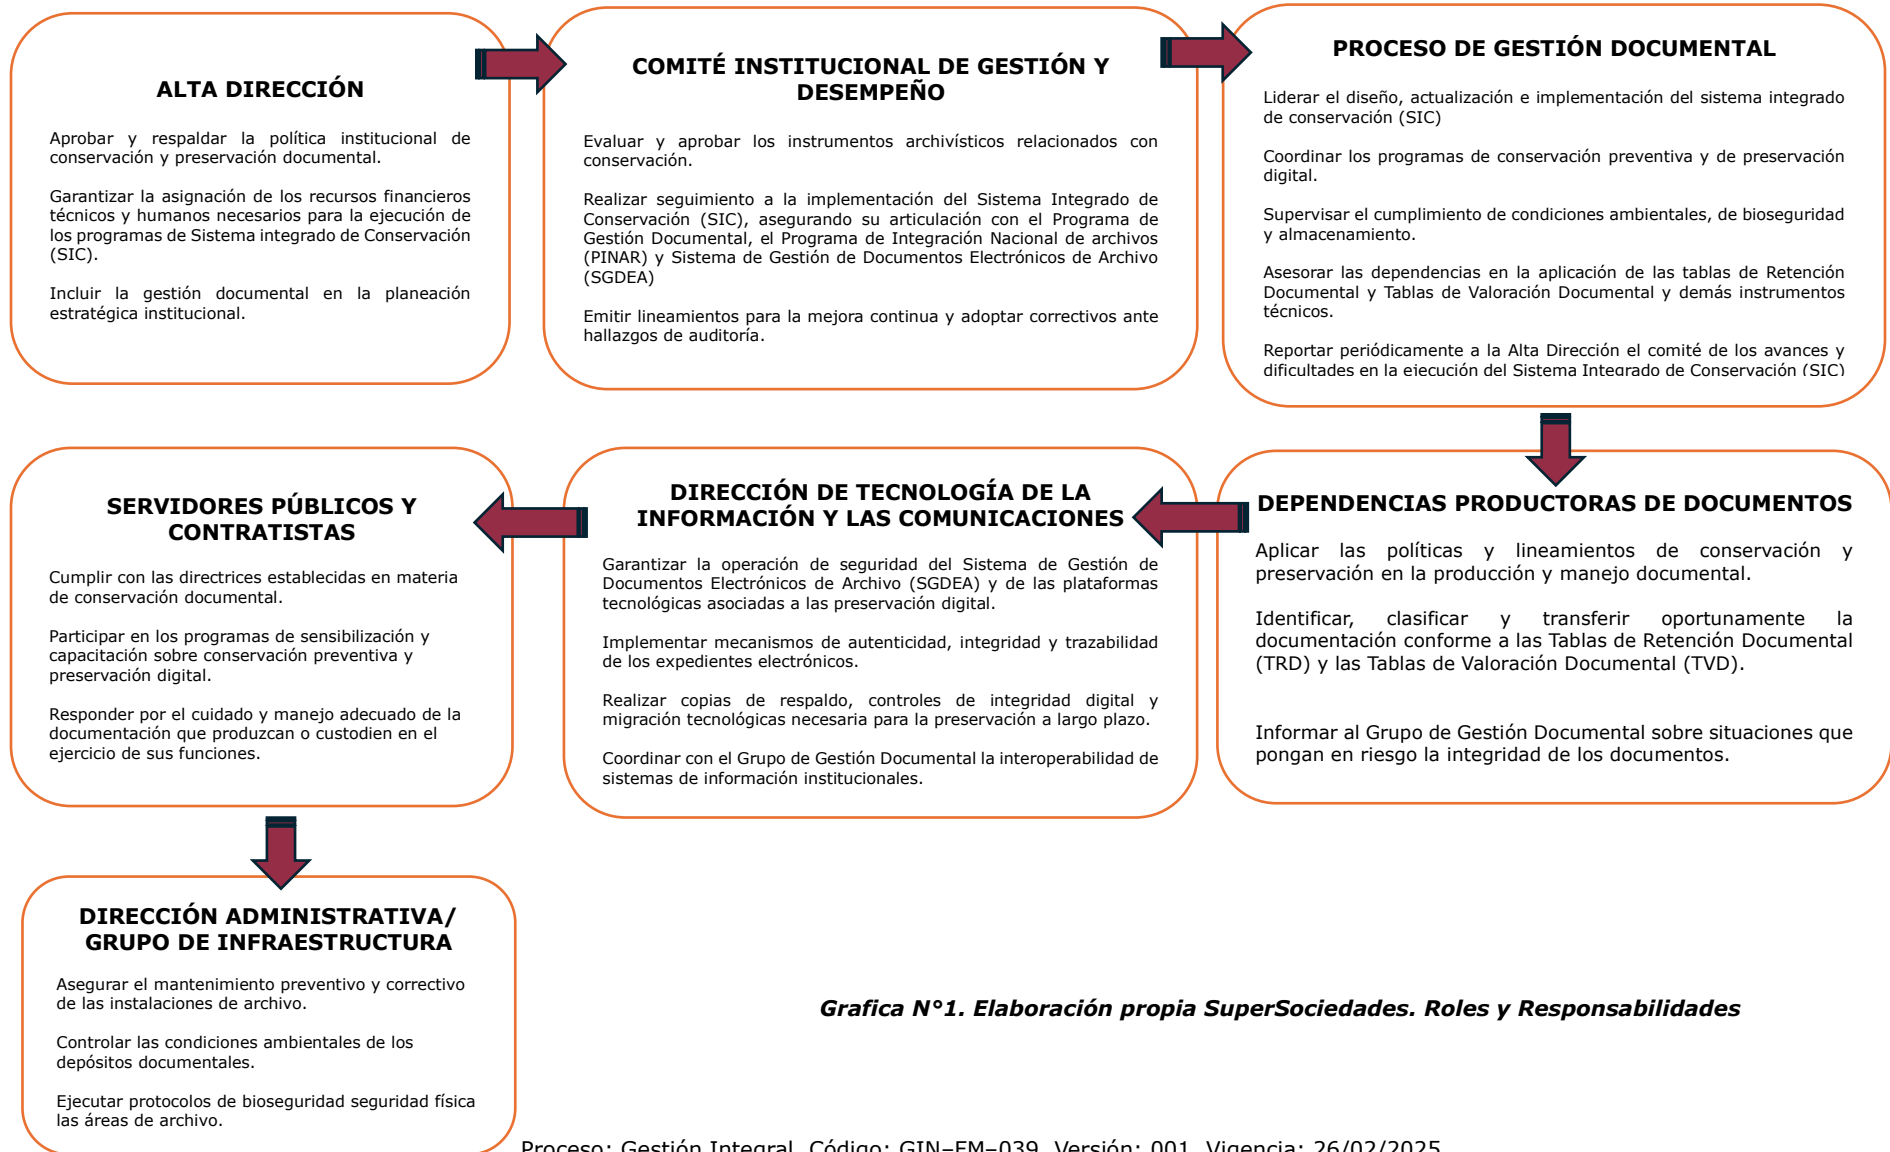 ALTA DIRECCIÓN
Aprobar y respaldar la política institucional de
conservación y preservación documental.
Garantizar la asignación de los recursos financieros
técnicos y humanos necesarios para la ejecución de
los programas de Sistema integrado de Conservación
(SIC).
Incluir la gestión documental en la planeación
estratégica institucional.
COMITÉ INSTITUCIONAL DE GESTIÓN Y
DESEMPEÑO
Evaluar y aprobar los instrumentos archivísticos relacionados con
conservación.
Realizar seguimiento a la implementación del Sistema Integrado de
Conservación (SIC), asegurando su articulación con el Programa de
Gestión Documental, el Programa de Integración Nacional de archivos
(PINAR) y Sistema de Gestión de Documentos Electrónicos de Archivo
(SGDEA)
Emitir lineamientos para la mejora continua y adoptar correctivos ante
hallazgos de auditoría.
PROCESO DE GESTIÓN DOCUMENTAL
Liderar el diseño, actualización e implementación del sistema integrado
de conservación (SIC)
Coordinar los programas de conservación preventiva y de preservación
digital.
Supervisar el cumplimiento de condiciones ambientales, de bioseguridad
y almacenamiento.
Asesorar las dependencias en la aplicación de las tablas de Retención
Documental y Tablas de Valoración Documental y demás instrumentos
técnicos.
Reportar periódicamente a la Alta Dirección el comité de los avances y
dificultades en la ejecución del Sistema Integrado de Conservación (SIC)
SERVIDORES PÚBLICOS Y
CONTRATISTAS
Cumplir con las directrices establecidas en materia
de conservación documental.
Participar en los programas de sensibilización y
capacitación sobre conservación preventiva y
preservación digital.
Responder por el cuidado y manejo adecuado de la
documentación que produzcan o custodien en el
ejercicio de sus funciones.
DIRECCIÓN DE TECNOLOGÍA DE LA
INFORMACIÓN Y LAS COMUNICACIONES
Garantizar la operación de seguridad del Sistema de Gestión de
Documentos Electrónicos de Archivo (SGDEA) y de las plataformas
tecnológicas asociadas a las preservación digital.
Implementar mecanismos de autenticidad, integridad y trazabilidad
de los expedientes electrónicos.
Realizar copias de respaldo, controles de integridad digital y
migración tecnológicas necesaria para la preservación a largo plazo.
Coordinar con el Grupo de Gestión Documental la interoperabilidad de
sistemas de información institucionales.
DEPENDENCIAS PRODUCTORAS DE DOCUMENTOS
Aplicar las políticas y lineamientos de conservación y
preservación en la producción y manejo documental.
Identificar, clasificar y transferir oportunamente la
documentación conforme a las Tablas de Retención Documental
(TRD) y las Tablas de Valoración Documental (TVD).
Informar al Grupo de Gestión Documental sobre situaciones que
pongan en riesgo la integridad de los documentos.
DIRECCIÓN ADMINISTRATIVA/
GRUPO DE INFRAESTRUCTURA
Asegurar el mantenimiento preventivo y correctivo
de las instalaciones de archivo.
Controlar las condiciones ambientales de los
depósitos documentales.
Ejecutar protocolos de bioseguridad seguridad física
las áreas de archivo.
Grafica N°1. Elaboración propia SuperSociedades. Roles y Responsabilidades
Proceso: Gestión Integral Código: GIN–FM–039 Versión: 001 Vigencia: 26/02/2025